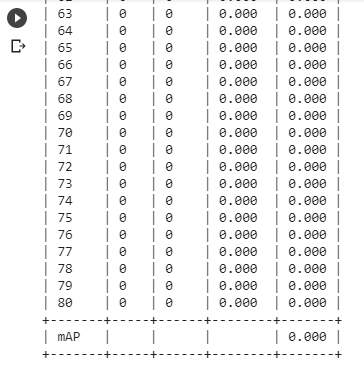 | 63 | 0 | 0 | 0.000 | 0.000 |
| 64 | 0 | 0 | 0.000 | 0.000 |
| 65 | 0 | 0 | 0.000 | 0.000 |
| 66 | 0 | 0 | 0.000 | 0.000 |
| 67 | 0 | 0 | 0.000 | 0.000 |
| 68 | 0 | 0 | 0.000 | 0.000 |
| 69 | 0 | 0 | 0.000 | 0.000 |
| 70 | 0 | 0 | 0.000 | 0.000 |
| 71 | 0 | 0 | 0.000 | 0.000 |
| 72 | 0 | 0 | 0.000 | 0.000 |
| 73 | 0 | 0 | 0.000 | 0.000 |
| 74 | 0 | 0 | 0.000 | 0.000 |
| 75 | 0 | 0 | 0.000 | 0.000 |
| 76 | 0 | 0 | 0.000 | 0.000 |
| 77 | 0 | 0 | 0.000 | 0.000 |
| 78 | 0 | 0 | 0.000 | 0.000 |
| 79 | 0 | 0 | 0.000 | 0.000 |
| 80 | 0 | 0 | 0.000 | 0.000 |
+-------+-----+------+--------+-------+
| mAP | | | | 0.000 |
+-------+-----+------+--------+-------+